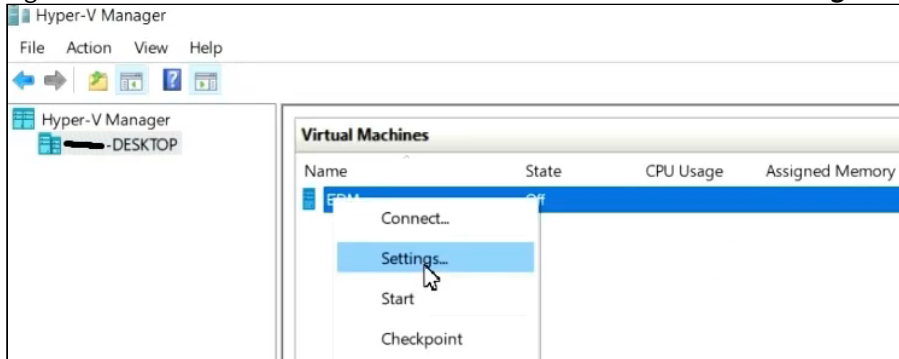 Hyper-V Manager
File Action View Help
Hyper-V Manager
-DESKTOP
Virtual Machines
Name State CPU Usage Assigned Memory
Off
Connect...
Settings...
Start
Checkpoint